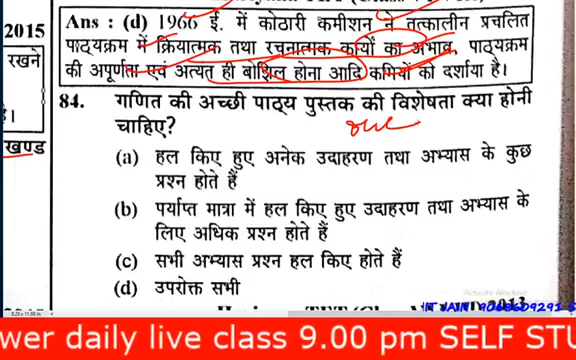 2015
रखने
है।
खण्ड
Ans : (d) 1966 ई. में कोठारी कमीशन ने तत्कालीन प्रचलित
पाठ्यक्रम में क्रियात्मक तथा रचनात्मक कार्यों का अभाव, पाठ्यक्रम
की अपूर्णता एवं अत्यत ही बोझिल होना आदि कमियों को दर्शाया है।
84. गणित की अच्छी पाठ्य पुस्तक की विशेषता क्या होनी
चाहिए?
(a) हल किए हुए अनेक उदाहरण तथा अभ्यास के कुछ
प्रश्न होते हैं
(b) पर्याप्त मात्रा में हल किए हुए उदाहरण तथा अभ्यास के
लिए अधिक प्रश्न होते हैं
(c) सभी अभ्यास प्रश्न हल किए होते हैं
(d) उपरोक्त सभी
JAIN 9068609291
wer daily live class 9.00 pm SELF STU